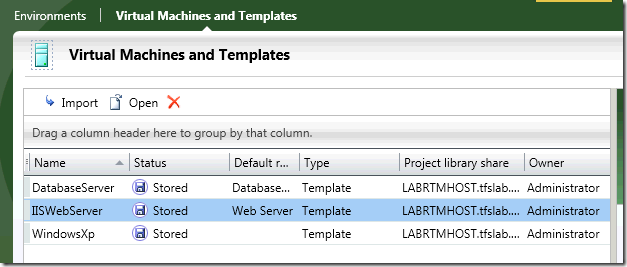 Environments | Virtual Machines and Templates
Virtual Machines and Templates
Import Open
Drag a column header here to group by that column.
Name Status Default r... Type Project library share Owner
DatabaseServer Stored Database... Template LABRTMHOST.tfslab.... Administrator
IISWebServer Stored Web Server Template LABRTMHOST.tfslab.... Administrator
WindowsXp Stored Template LABRTMHOST.tfslab.... Administrator